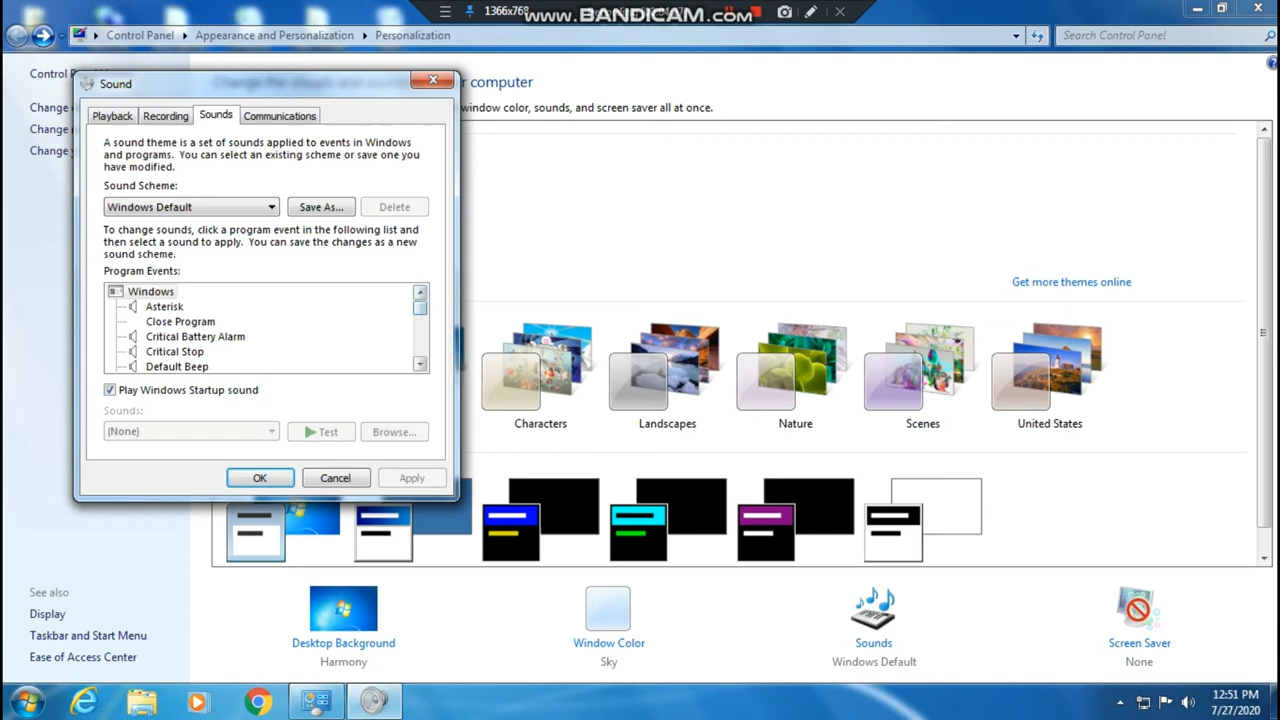 1366x768
www.BANDICAM.com
Control Panel
Appearance and Personalization
Personalization
Search Control Panel
Control
Change
Change
Change
computer
window color, sounds, and screen saver all at once.
Sound
Playback
Recording
Sounds
Communications
A sound theme is a set of sounds applied to events in Windows
and programs. You can select an existing scheme or save one you
have modified.
Sound Scheme:
Windows Default
Save As...
Delete
To change sounds, click a program event in the following list and
then select a sound to apply. You can save the changes as a new
sound scheme.
Program Events:
Windows
Asterisk
Close Program
Critical Battery Alarm
Critical Stop
Default Beep
Play Windows Startup sound
Sounds:
(None)
Test
Browse...
OK
Cancel
Apply
Get more themes online
Characters
Landscapes
Nature
Scenes
United States
See also
Display
Taskbar and Start Menu
Ease of Access Center
Desktop Background
Harmony
Window Color
Sky
Sounds
Windows Default
Screen Saver
None
12:51 PM
7/27/2020